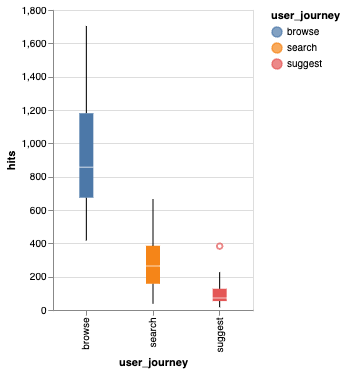 user_journey
browse
search
suggest
1,800
1,600
1,400
1,200
1,000
800
600
400
200
0
hits
browse
search
suggest
user_journey